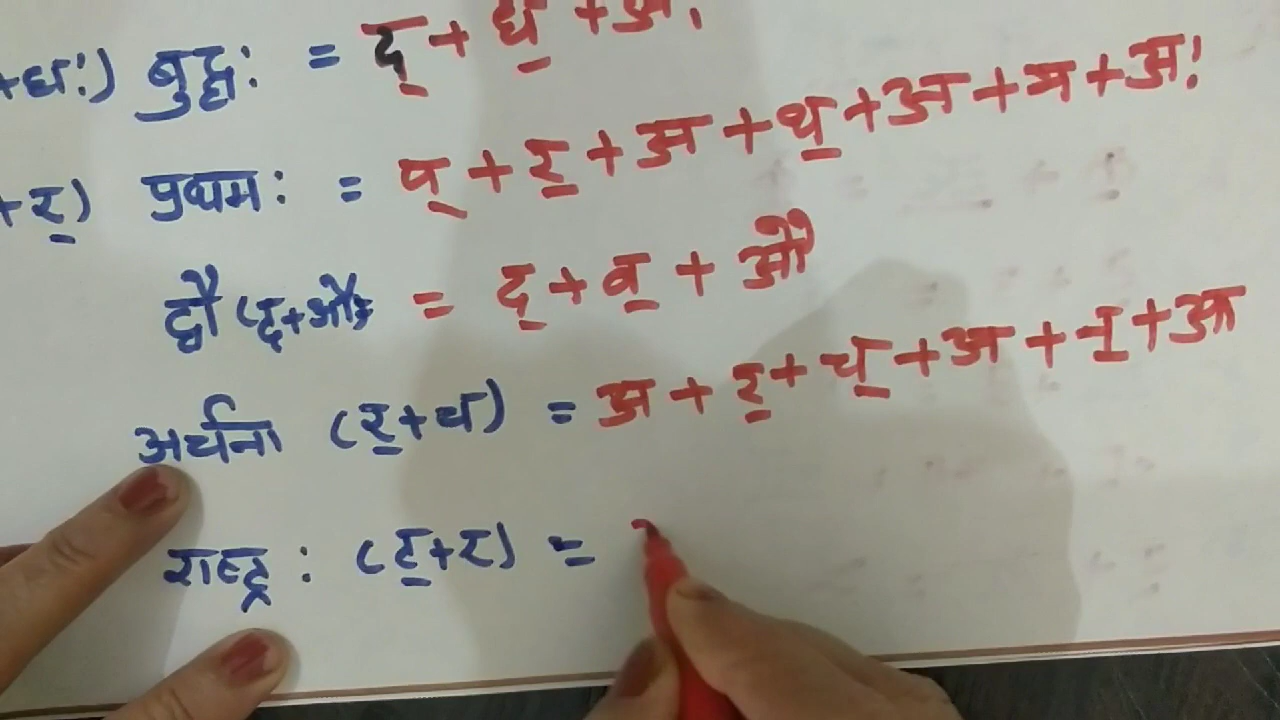 +धः) बुद्धः = द् + ध् + अः
+र्) प्रथमः = प् + र् + अ + थ् + अ + म + अः
द्वौ (द्व+औ) = द् + व् + औ
अर्चना (र्+च) = अ + र् + च् + अ + न् + आ
राष्ट्र : (ट्+र) =